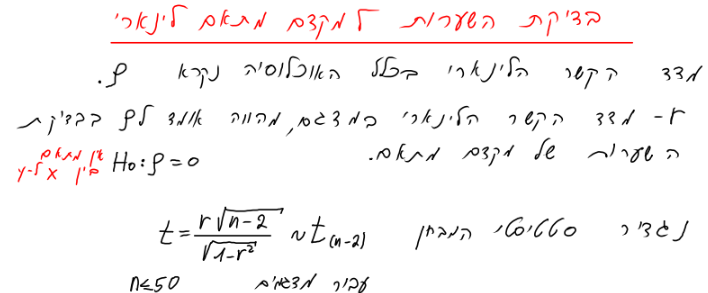 בדיקת השערות למקדם מתאם לינארי
מדד הקשר הלינארי בכלל האוכלוסיה נקרא ρ.
r - מדד הקשר הלינארי במדגם, מהווה אומד לρ בבדיקת
השערות של מקדם מתאם. H₀: ρ = 0 אין מתאם
בין x ל-y
נגדיר סטטיסטי המבחן t = r√(n-2) / √(1-r²) ~ t(n-2)
עבור מדגמים n≤50